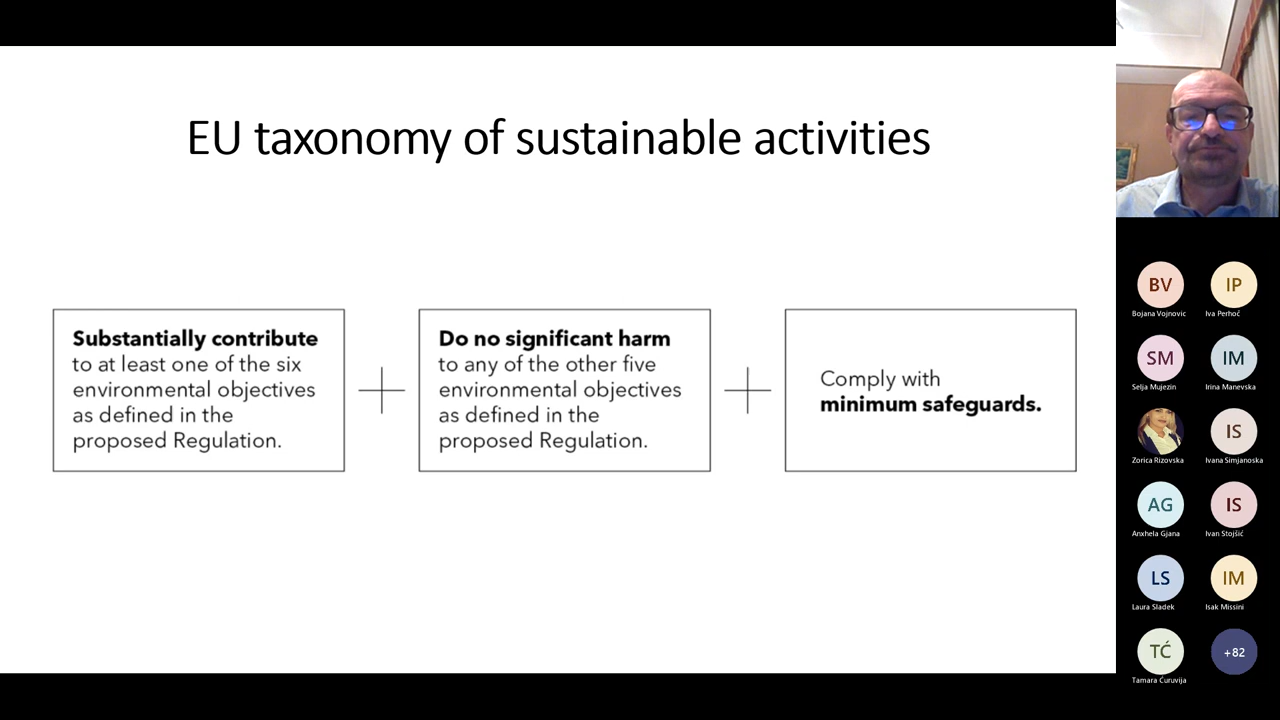 EU taxonomy of sustainable activities
Substantially contribute
to at least one of the six
environmental objectives
as defined in the
proposed Regulation.
Do no significant harm
to any of the other five
environmental objectives
as defined in the
proposed Regulation.
Comply with
minimum safeguards.
BV
Bojana Vojnovic
IP
Iva Perhoč
SM
Selja Mujezin
IM
Irina Manevska
Zorica Rizovska
IS
Ivana Simjanoska
AG
Anxhela Gjana
IS
Ivan Stojšić
LS
Laura Sladek
IM
Isak Missini
TĆ
Tamara Ćuruvija
+82